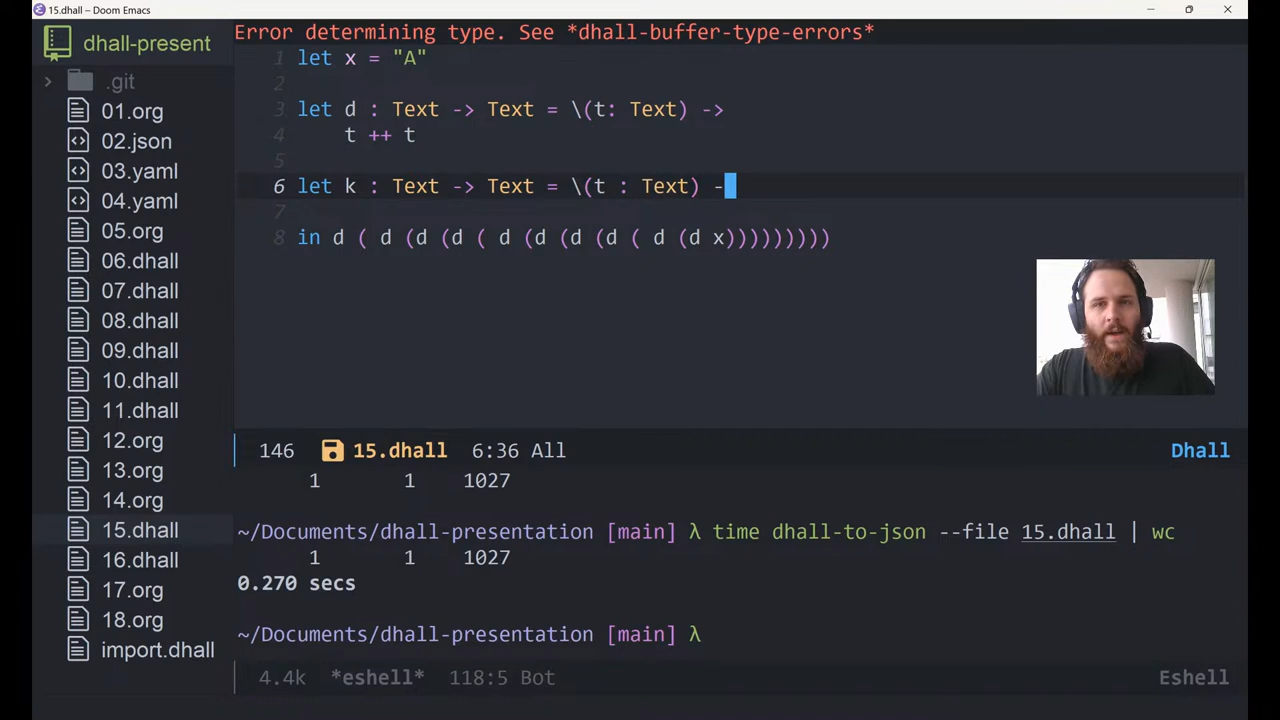 15.dhall – Doom Emacs
dhall-present
.git
01.org
02.json
03.yaml
04.yaml
05.org
06.dhall
07.dhall
08.dhall
09.dhall
10.dhall
11.dhall
12.org
13.org
14.org
15.dhall
16.dhall
17.org
18.org
import.dhall
Error determining type. See *dhall-buffer-type-errors*
1 let x = "A"
2
3 let d : Text -> Text = \(t: Text) ->
4 t ++ t
5
6 let k : Text -> Text = \(t : Text) -
7
8 in d ( d (d (d ( d (d (d (d ( d (d x)))))))))
146 15.dhall 6:36 All Dhall
1 1 1027
~/Documents/dhall-presentation [main] λ time dhall-to-json --file 15.dhall | wc
1 1 1027
0.270 secs
~/Documents/dhall-presentation [main] λ
4.4k *eshell* 118:5 Bot Eshell